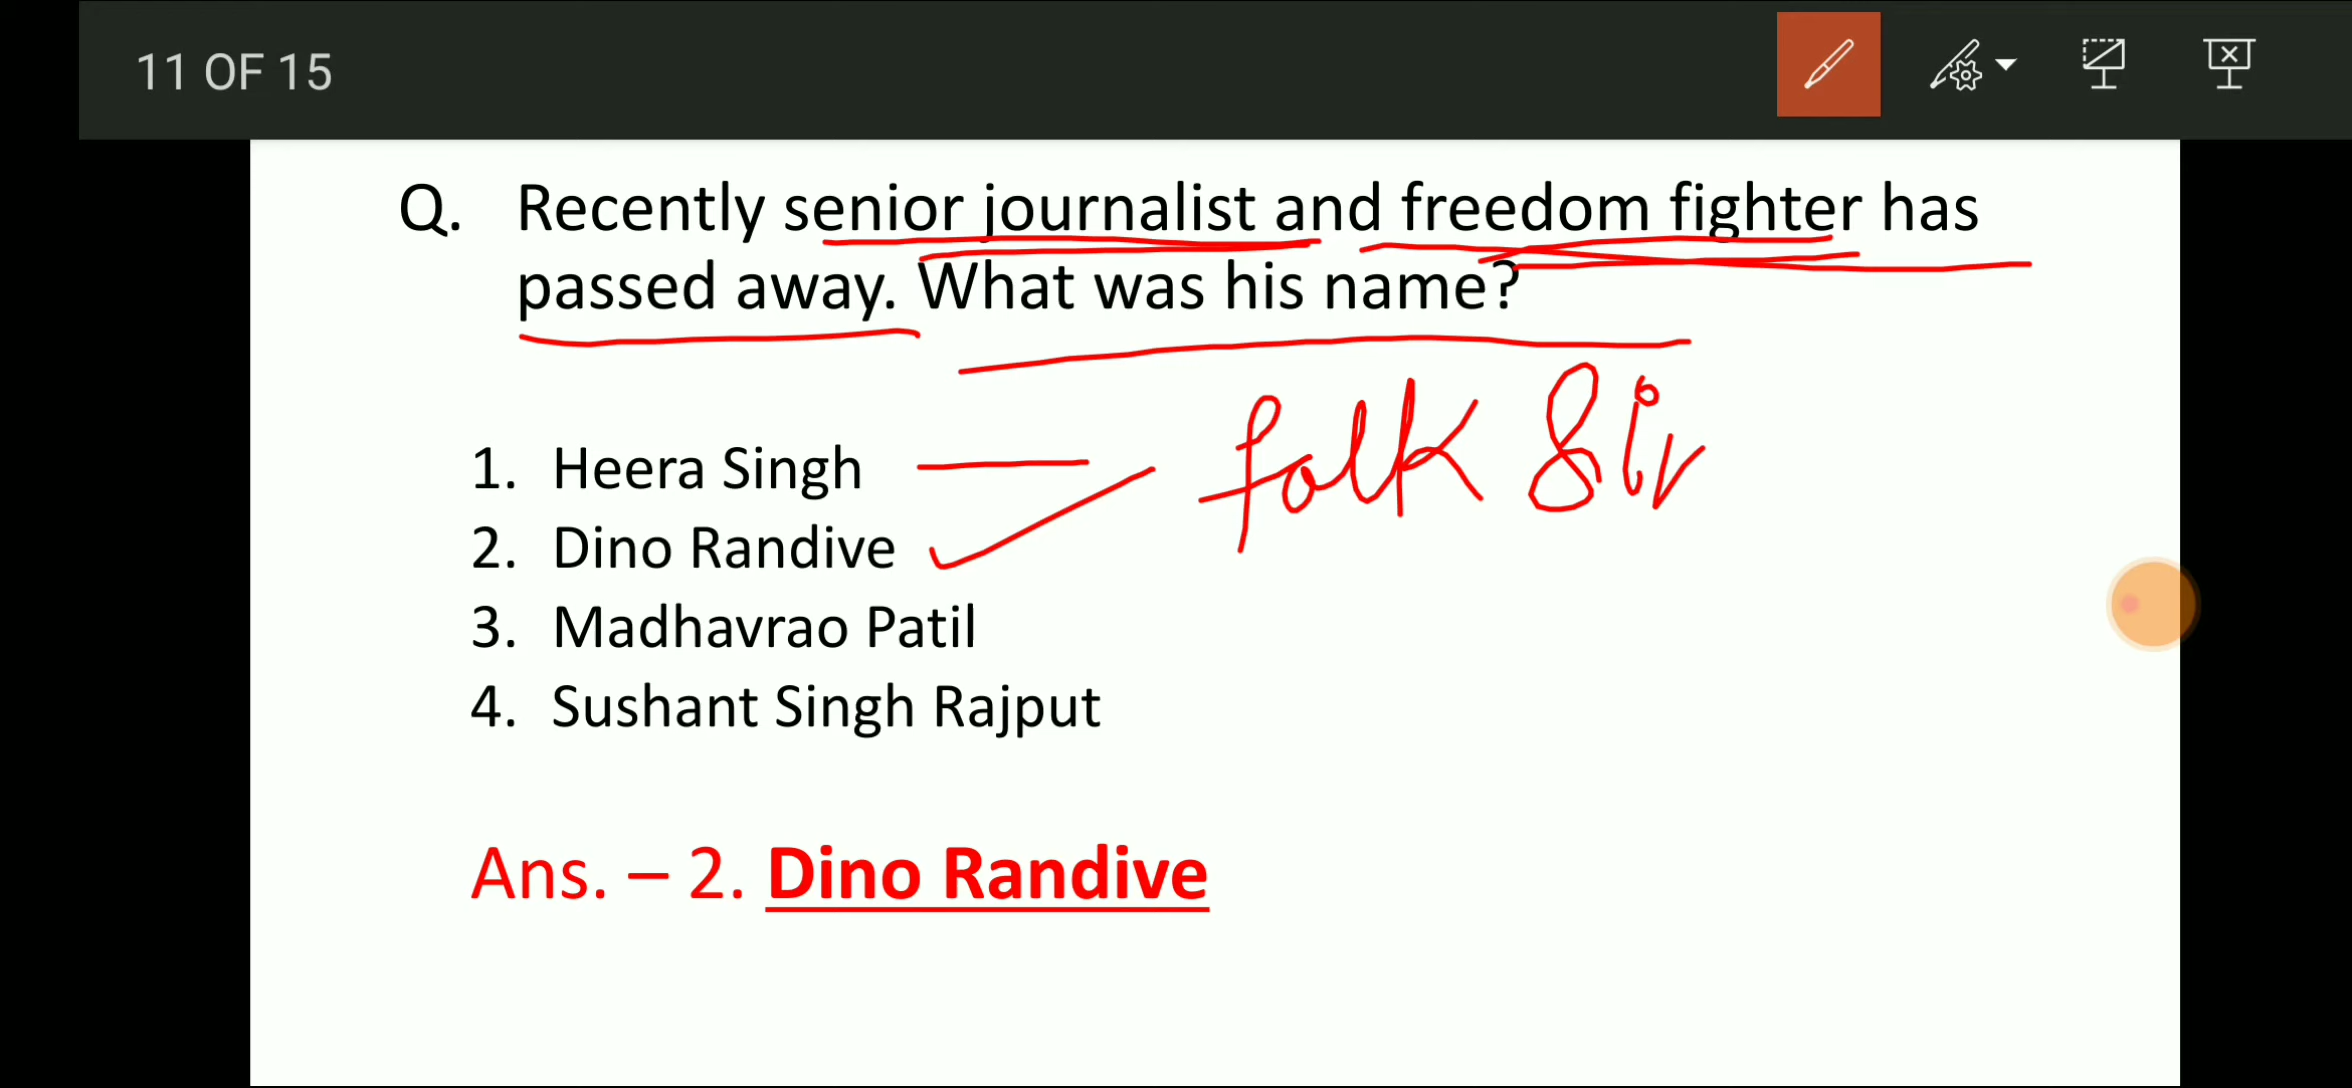 11 OF 15
Q. Recently senior journalist and freedom fighter has
passed away. What was his name?
1. Heera Singh
folk Sin
2. Dino Randive
3. Madhavrao Patil
4. Sushant Singh Rajput
Ans. – 2. Dino Randive